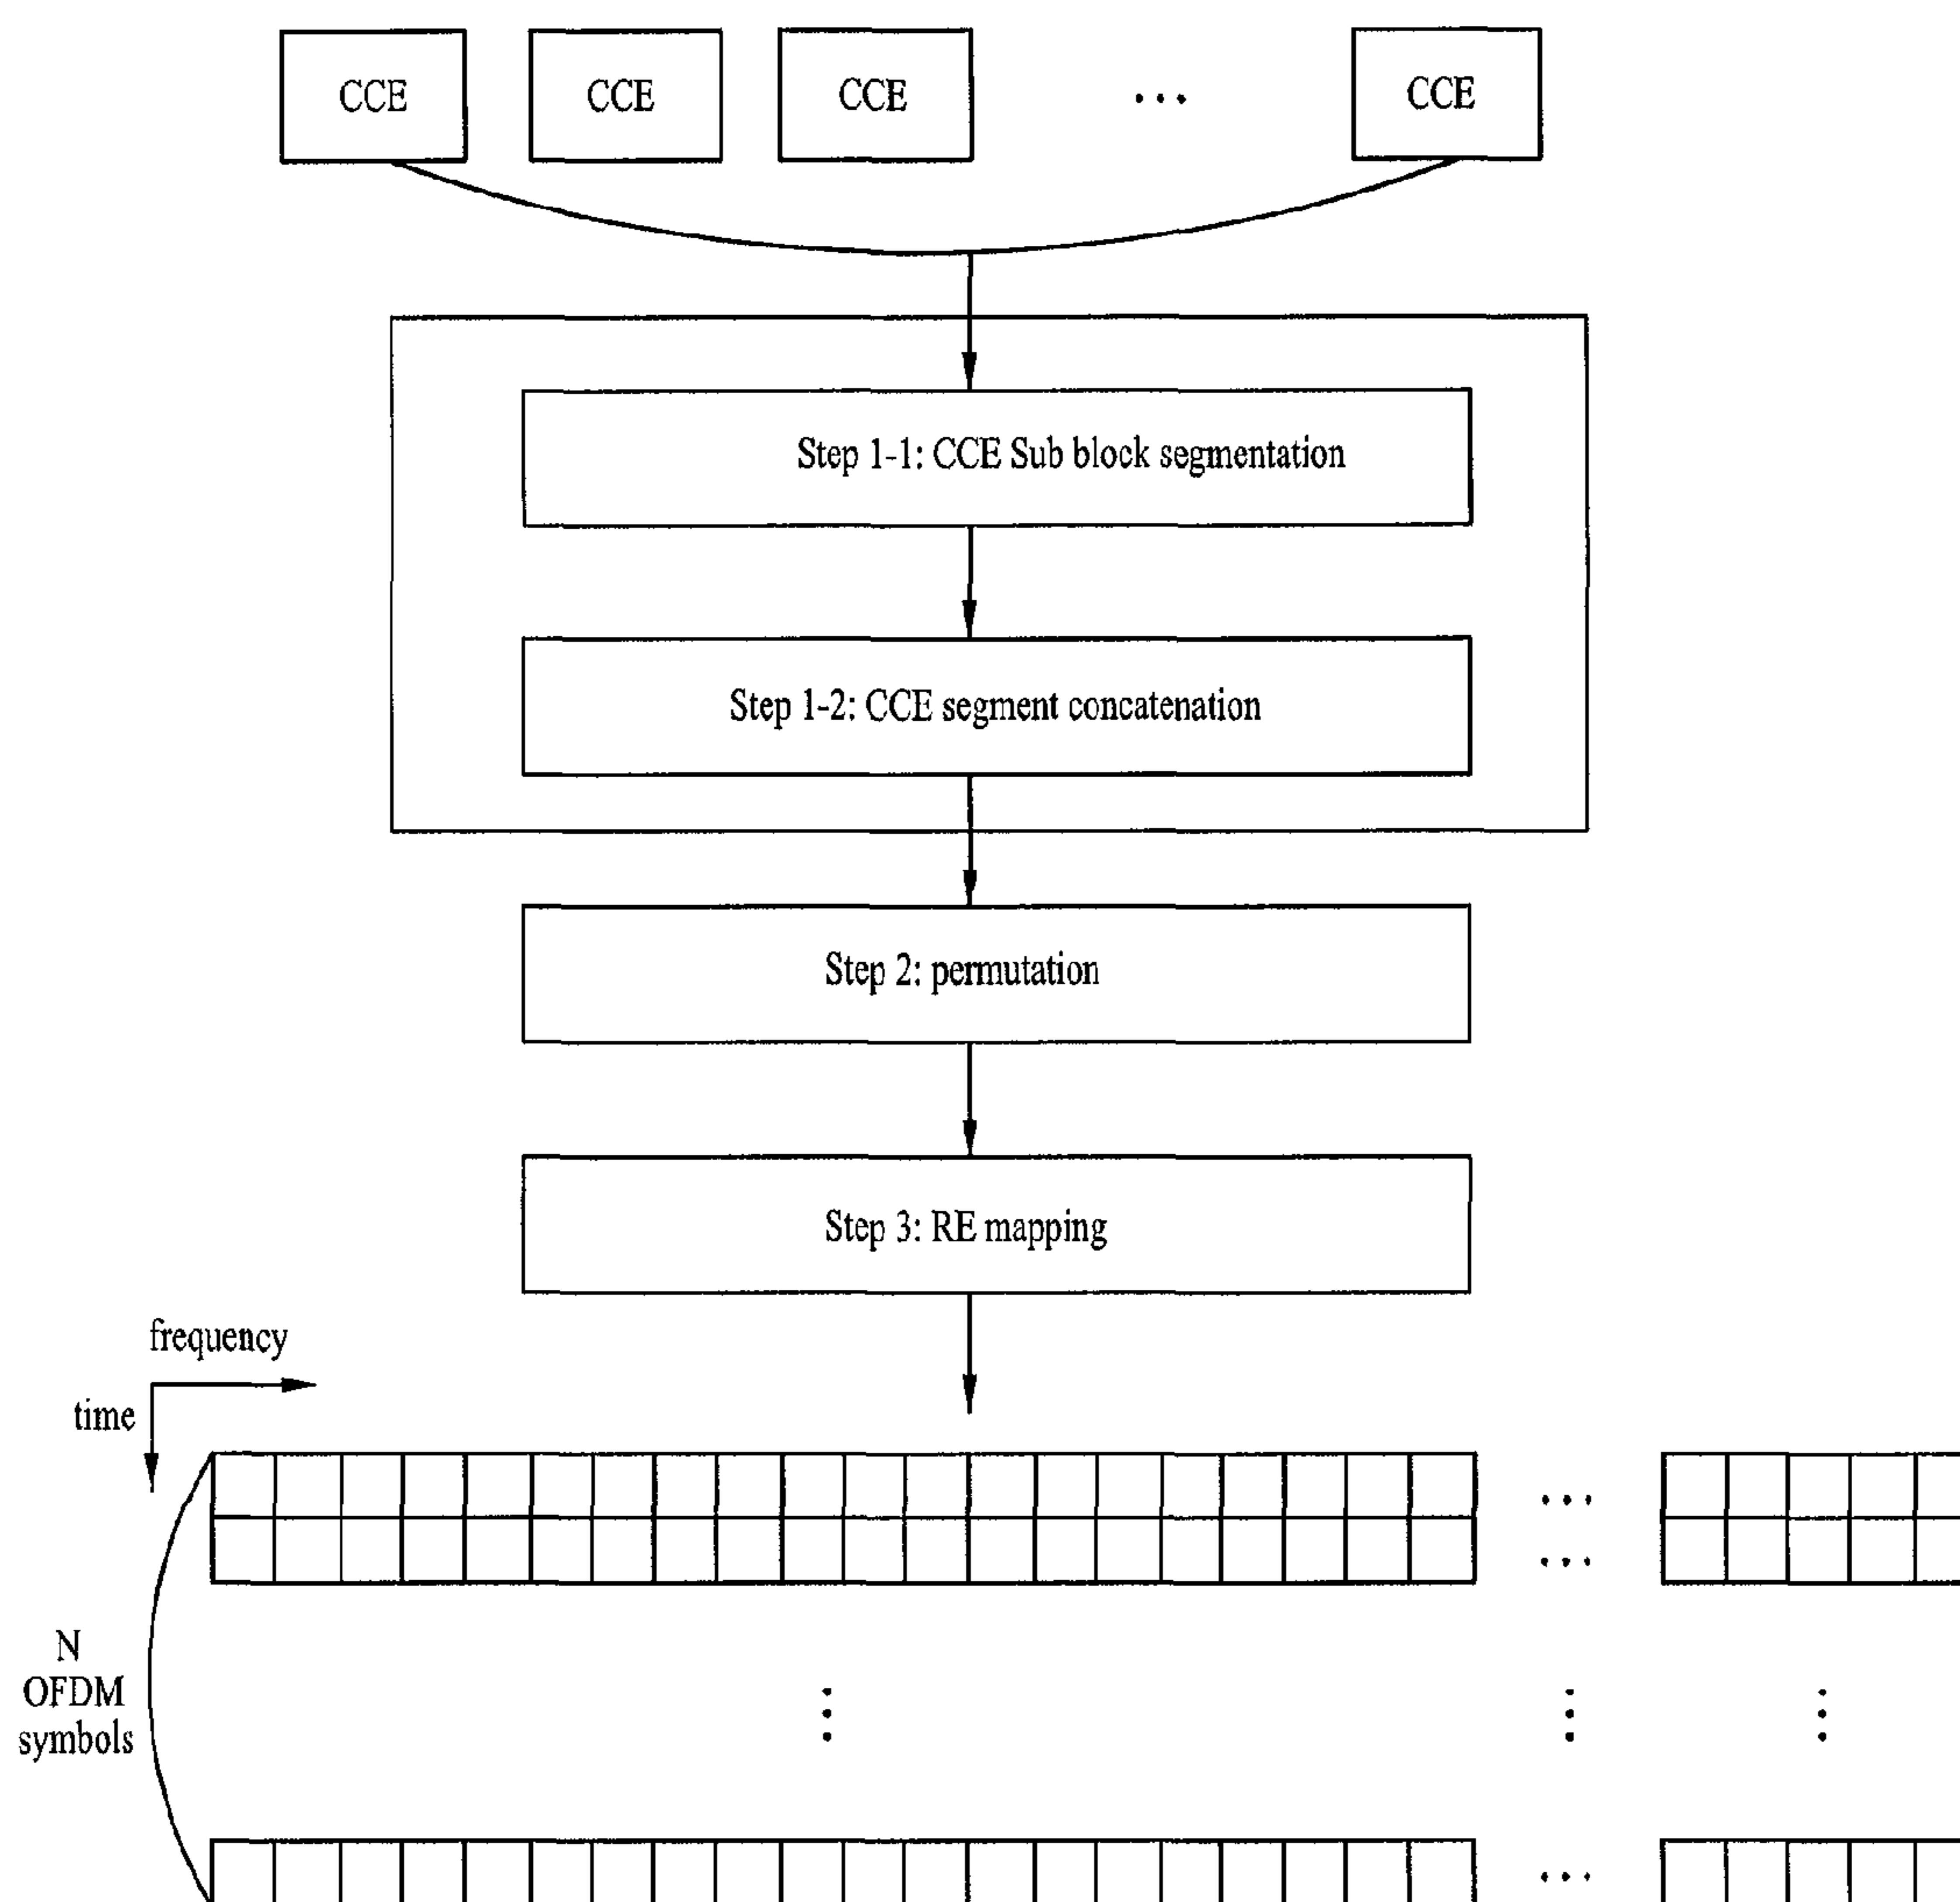 CCE CCE CCE ... CCE
Step 1-1: CCE Sub block segmentation
Step 1-2: CCE segment concatenation
Step 2: permutation
Step 3: RE mapping
frequency
time
N
OFDM
symbols